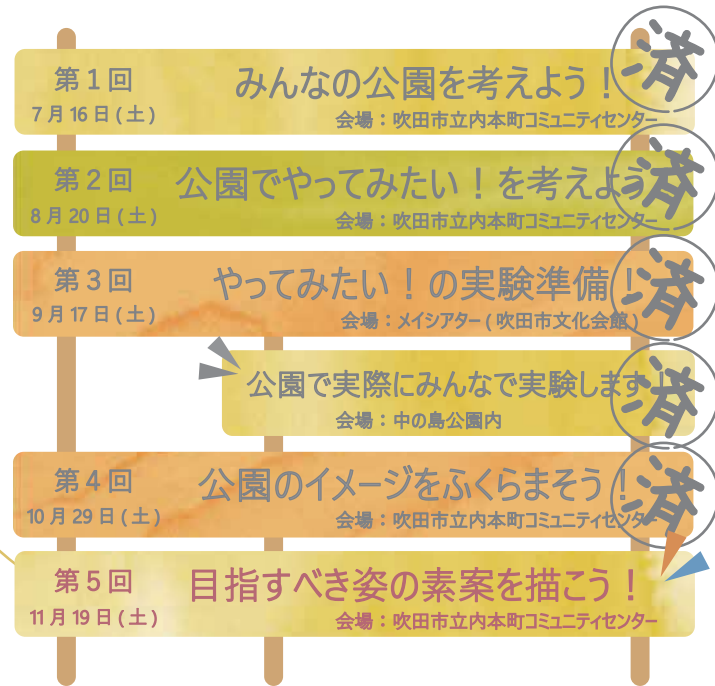 第1回 みんなの公園を考えよう！
7月16日(土) 会場：吹田市立内本町コミュニティセンター
済
第2回 公園でやってみたい！を考えよう
8月20日(土) 会場：吹田市立内本町コミュニティセンター
済
第3回 やってみたい！の実験準備！
9月17日(土) 会場：メイシアター(吹田市文化会館)
済
公園で実際にみんなで実験します！
会場：中の島公園内
済
第4回 公園のイメージをふくらまそう！
10月29日(土) 会場：吹田市立内本町コミュニティセンター
済
第5回 目指すべき姿の素案を描こう！
11月19日(土) 会場：吹田市立内本町コミュニティセンター